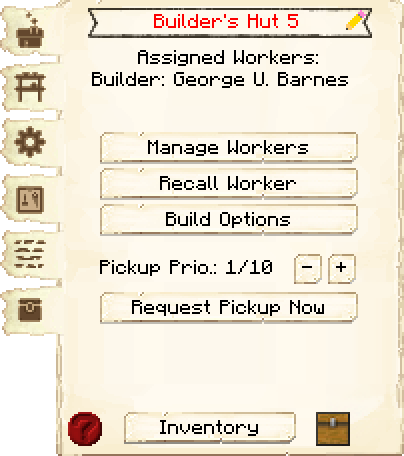 Builder's Hut 5
Assigned Workers:
Builder: George U. Barnes
Manage Workers
Recall Worker
Build Options
Pickup Prio.: 1/10 - +
Request Pickup Now
?
Inventory